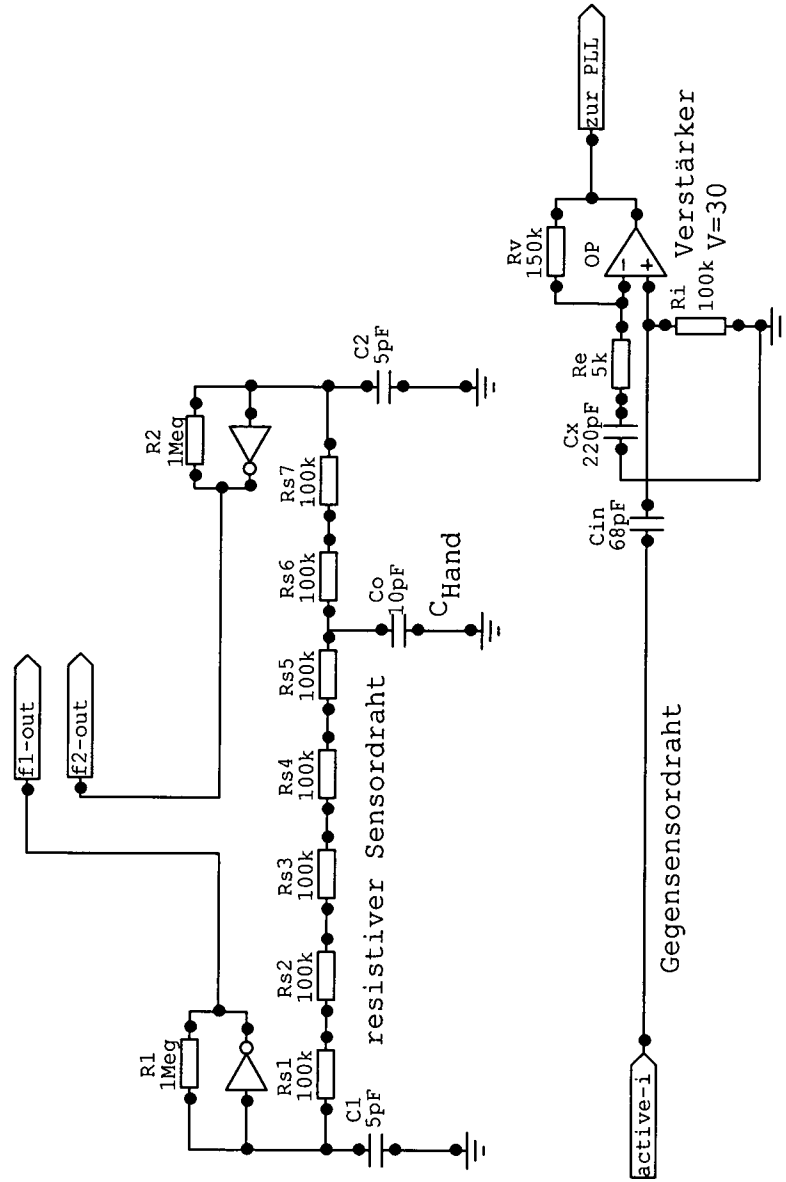 f1-out
f2-out
R1
1Meg
R2
1Meg
Rs1
100k
Rs2
100k
Rs3
100k
Rs4
100k
Rs5
100k
Rs6
100k
Rs7
100k
C1
5pF
resistiver Sensordraht
Co
10pF
CHand
C2
5pF
active-i
Gegensensordraht
Cin
68pF
Cx
220pF
Re
5k
Rv
150k
OP
−
+
Ri
100k
Verstärker
V=30
zur PLL